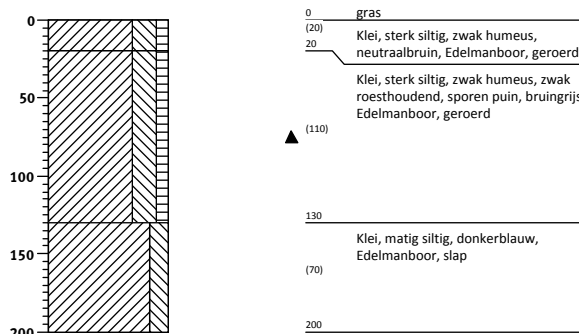 0
50
100
150
200
0
gras
(20)
Klei, sterk siltig, zwak humeus,
neutraalbruin, Edelmanboor, geroerd
20
Klei, sterk siltig, zwak humeus, zwak
roesthoudend, sporen puin, bruingrijs
Edelmanboor, geroerd
(110)
130
Klei, matig siltig, donkerblauw,
Edelmanboor, slap
(70)
200